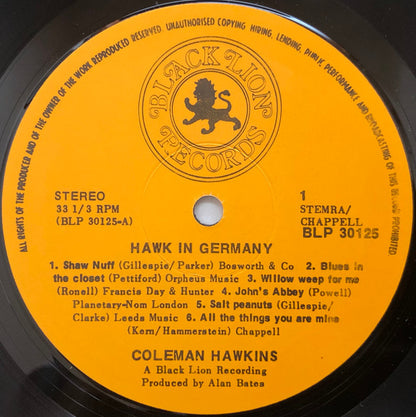 ALL RIGHTS OF THE PRODUCER AND OF THE OWNER OF THE WORK REPRODUCED RESERVED. UNAUTHORISED COPYING HIRING, LENDING, PUBLIC PERFORMANCE AND BROADCASTING OF THIS RECORD PROHIBITED
BLACK LION
RECORDS
STEREO
33 1/3 RPM
(BLP 30125-A)
1
STEMRA/
CHAPPELL
BLP 30125
HAWK IN GERMANY
1. Shaw Nuff (Gillespie/ Parker) Bosworth & Co 2. Blues in
the closet (Pettiford) Orpheus Music 3. Willow weep for me
(Ronell) Francis Day & Hunter 4. John's Abbey (Powell)
Planetary-Nom London 5. Salt peanuts (Gillespie/
Clarke) Leeds Music 6. All the things you are mine
(Kern/Hammerstein) Chappell
COLEMAN HAWKINS
A Black Lion Recording
Produced by Alan Bates